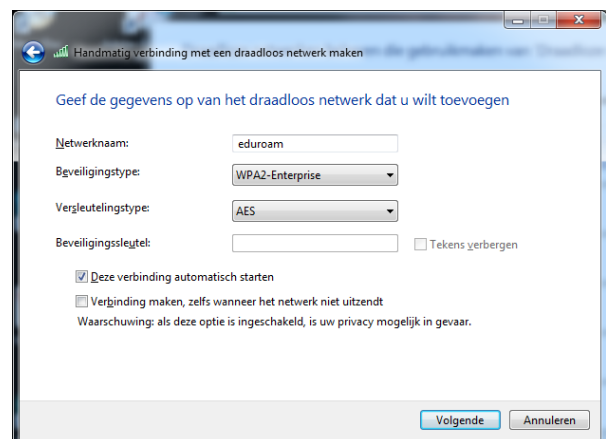 Handmatig verbinding met een draadloos netwerk maken
Geef de gegevens op van het draadloos netwerk dat u wilt toevoegen
Netwerknaam:
eduroam
Beveiligingstype:
WPA2-Enterprise
Versleutelingstype:
AES
Beveiligingssleutel:
Tekens verbergen
Deze verbinding automatisch starten
Verbinding maken, zelfs wanneer het netwerk niet uitzendt
Waarschuwing: als deze optie is ingeschakeld, is uw privacy mogelijk in gevaar.
Volgende
Annuleren